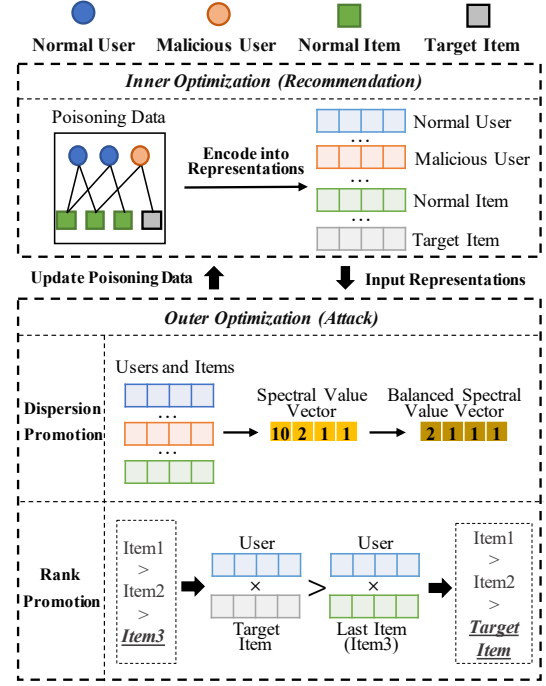 Normal User Malicious User Normal Item Target Item
Inner Optimization (Recommendation)
Poisoning Data
Encode into
Representations
Normal User
...
Malicious User
...
Normal Item
...
Target Item
Update Poisoning Data
Input Representations
Outer Optimization (Attack)
Dispersion
Promotion
Users and Items
...
...
Spectral Value
Vector
10 2 1 1
Balanced Spectral
Value Vector
2 1 1 1
Rank
Promotion
Item1
>
Item2
>
Item3
User
×
Target
Item
>
User
×
Last Item
(Item3)
Item1
>
Item2
>
Target
Item